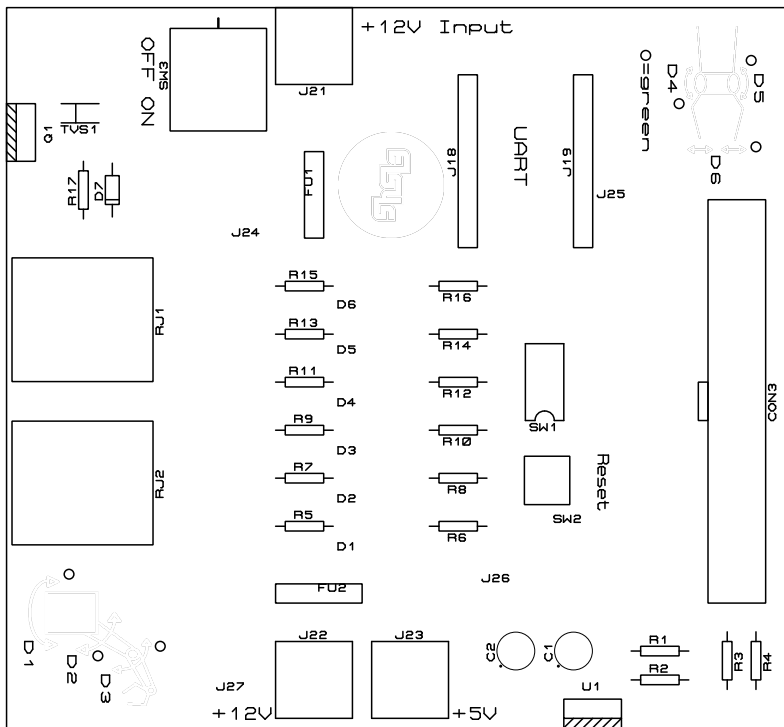 +12V Input
OFF ON
SW3
J21
o=green
D4
D5
D6
Q1
TVS1
UART
J18
J19
J25
R17
D7
FU1
J24
R15
R16
D6
RJ1
R13
R14
D5
R11
R12
D4
CON3
R9
R10
SW1
D3
RJ2
R7
R8
Reset
D2
SW2
R5
R6
D1
FU2
J26
D1
D2
D3
J22
J23
C2
C1
R1
R2
R3
R4
J27
U1
+12V
+5V